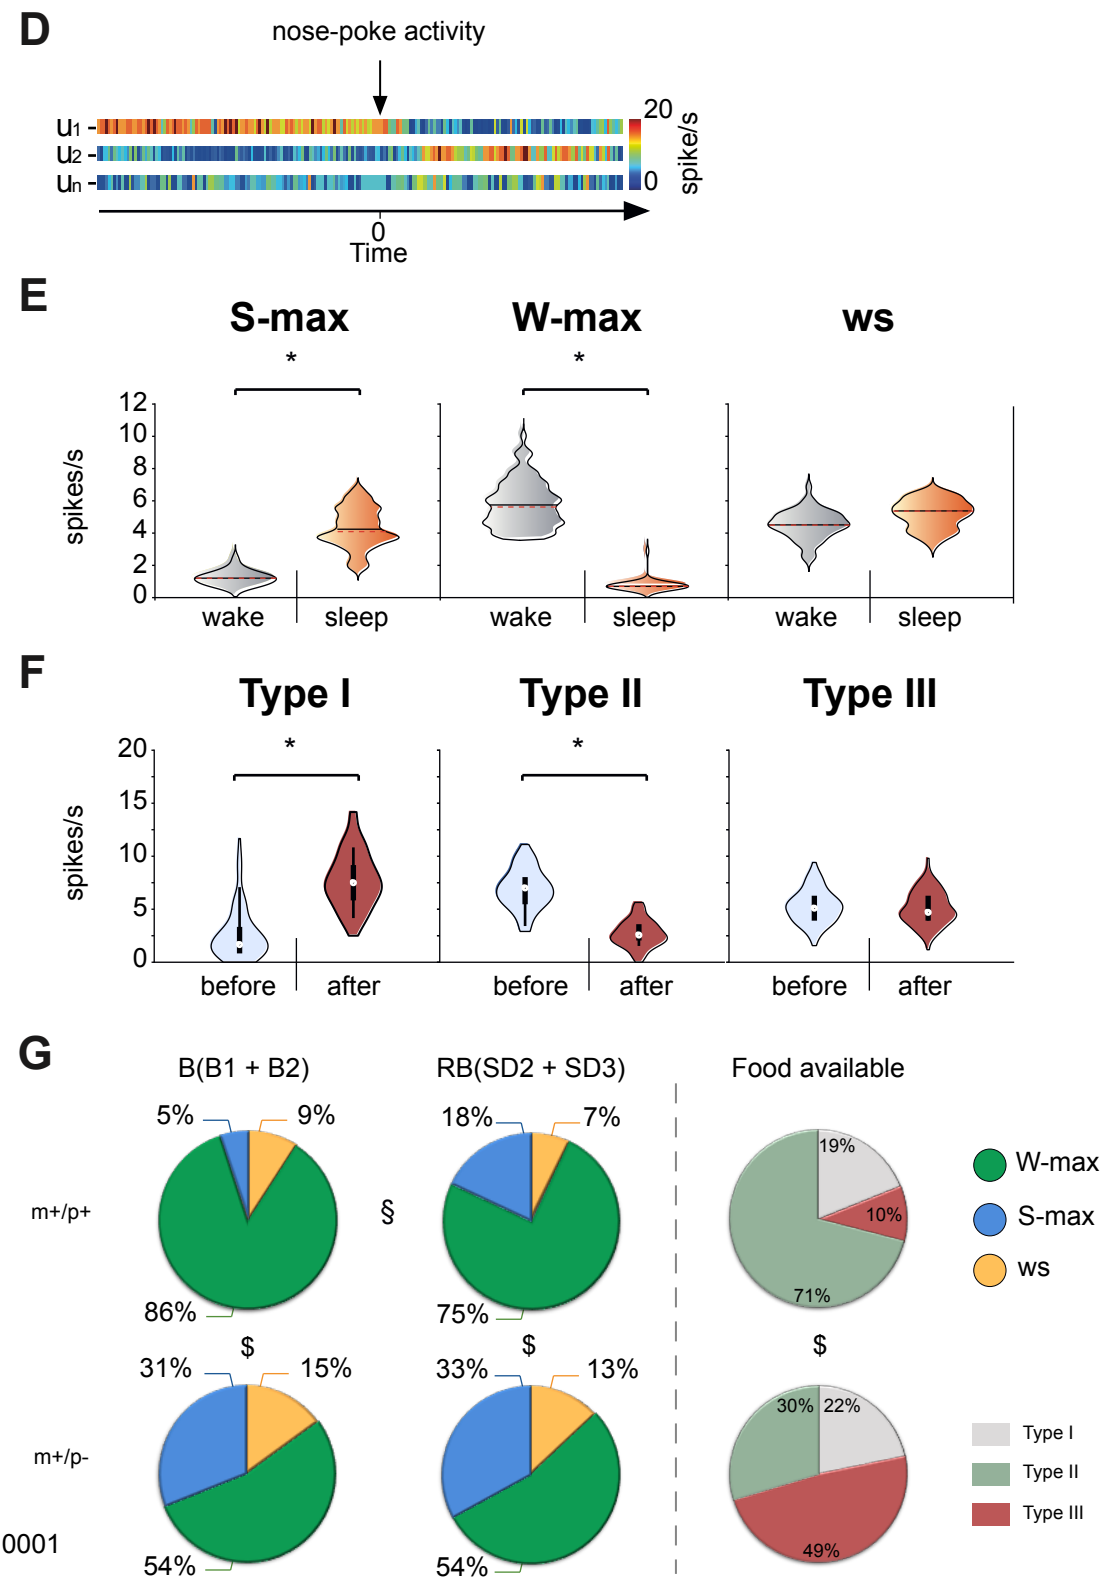 D
nose-poke activity
u1
u2
un
20
0
spike/s
0
Time
E
S-max
W-max
ws
*
*
spikes/s
12
10
8
6
4
2
0
wake
sleep
wake
sleep
wake
sleep
F
Type I
Type II
Type III
*
*
spikes/s
20
15
10
5
0
before
after
before
after
before
after
G
B(B1 + B2)
RB(SD2 + SD3)
Food available
5%
9%
18%
7%
19%
10%
71%
m+/p+
§
86%
75%
W-max
S-max
ws
$
$
$
31%
15%
33%
13%
30%
22%
49%
m+/p-
54%
54%
Type I
Type II
Type III
0001